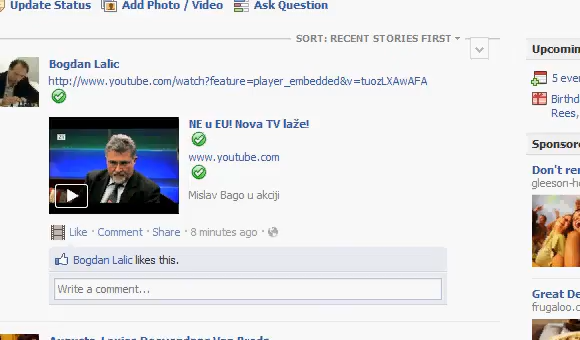 Update Status Add Photo / Video Ask Question
SORT: RECENT STORIES FIRST
Bogdan Lalic
http://www.youtube.com/watch?feature=player_embedded&v=tuozLXAwAFA
NE u EU! Nova TV laže!
www.youtube.com
Mislav Bago u akciji
Like · Comment · Share · 8 minutes ago
Bogdan Lalic likes this.
Write a comment...
Upcomin
5 even
Birthd
Rees,
Sponsore
Don't re
gleeson-h
Great De
frugaloo.c